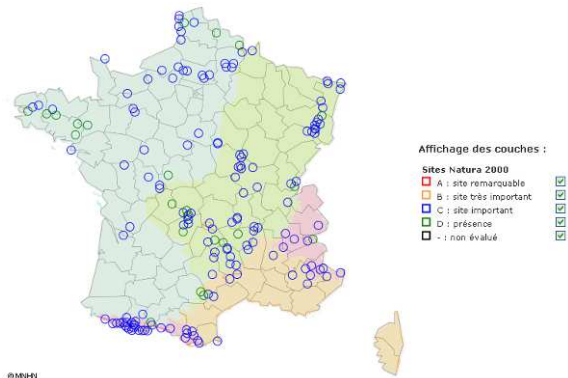 Affichage des couches :
Sites Natura 2000
A : site remarquable
B : site très important
C : site important
D : présence
- : non évalué
©MNHN